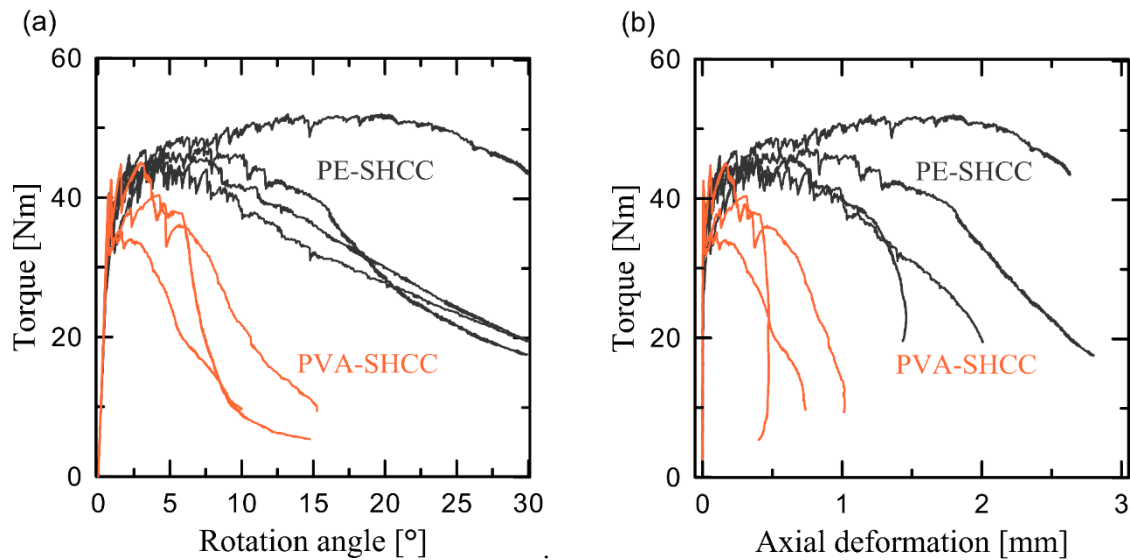 (a)
60
40
20
0
Torque [Nm]
PE-SHCC
PVA-SHCC
0 5 10 15 20 25 30
Rotation angle [°]
(b)
60
40
20
0
Torque [Nm]
PE-SHCC
PVA-SHCC
0 1 2 3
Axial deformation [mm]
.